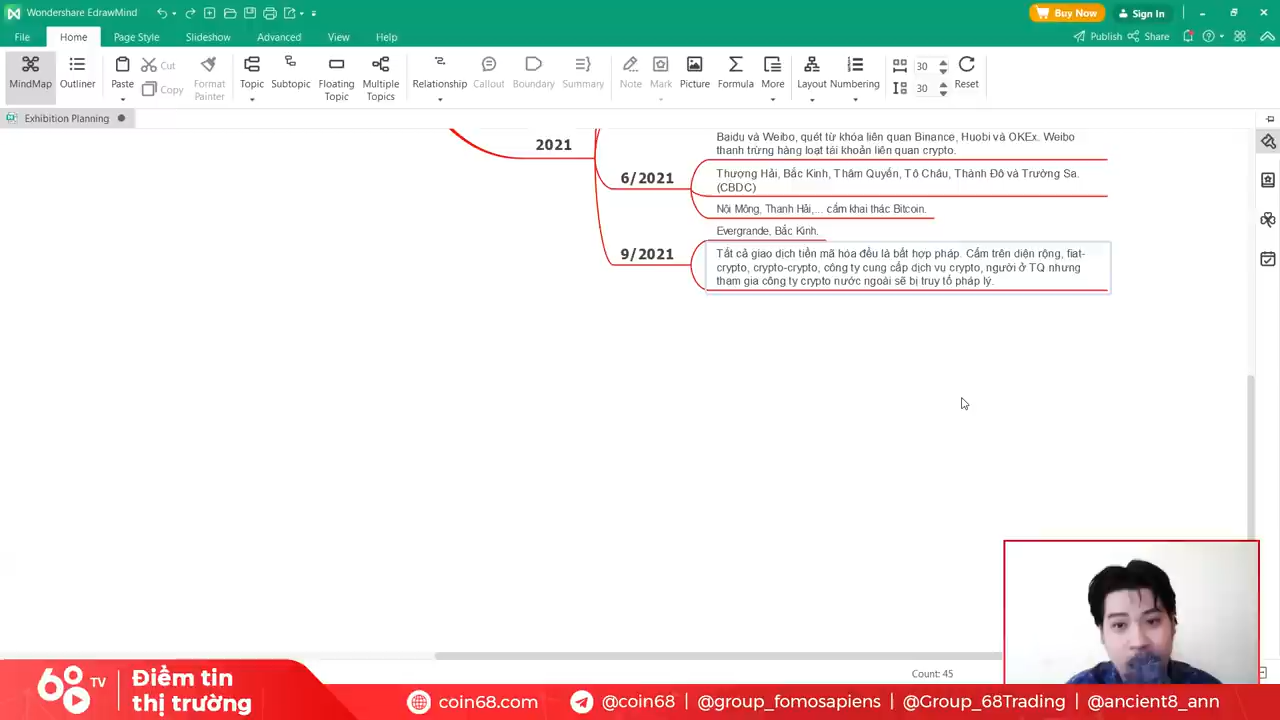 Wondershare EdrawMind
Buy Now
Sign In
File
Home
Page Style
Slideshow
Advanced
View
Help
Publish
Share
MindMap
Outliner
Paste
Cut
Copy
Format
Painter
Topic
Subtopic
Floating
Topic
Multiple
Topics
Relationship
Callout
Boundary
Summary
Note
Mark
Picture
Formula
More
Layout
Numbering
30
30
Reset
Exhibition Planning
2021
Baidu và Weibo, quét từ khóa liên quan Binance, Huobi và OKEx. Weibo
thanh trừng hàng loạt tài khoản liên quan crypto.
6/2021
Thượng Hải, Bắc Kinh, Thâm Quyến, Tô Châu, Thành Đô và Trường Sa.
(CBDC)
Nội Mông, Thanh Hải,... cấm khai thác Bitcoin.
9/2021
Evergrande, Bắc Kinh.
Tất cả giao dịch tiền mã hóa đều là bất hợp pháp. Cấm trên diện rộng, fiat-
crypto, crypto-crypto, công ty cung cấp dịch vu crypto, người ở TQ nhưng
tham gia công ty crypto nước ngoài sẽ bị truy tố pháp lý.
Count: 45
68 TV
Điểm tin
thị trường
coin68.com
@coin68 | @group_fomosapiens | @Group_68Trading | @ancient8_ann